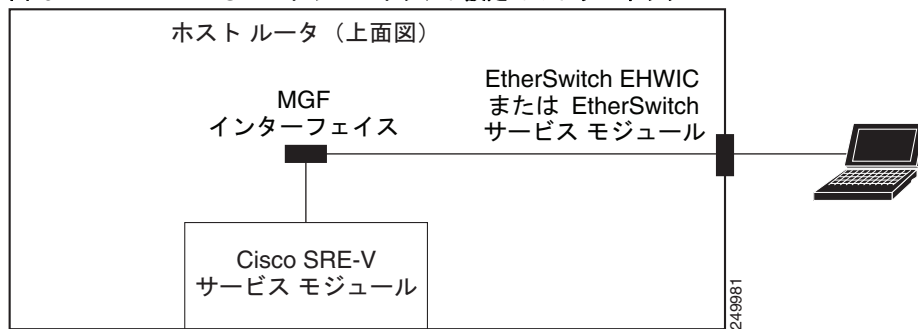 ホスト ルータ（上面図）
MGF
インターフェイス
EtherSwitch EHWIC
または EtherSwitch
サービス モジュール
Cisco SRE-V
サービス モジュール
249981